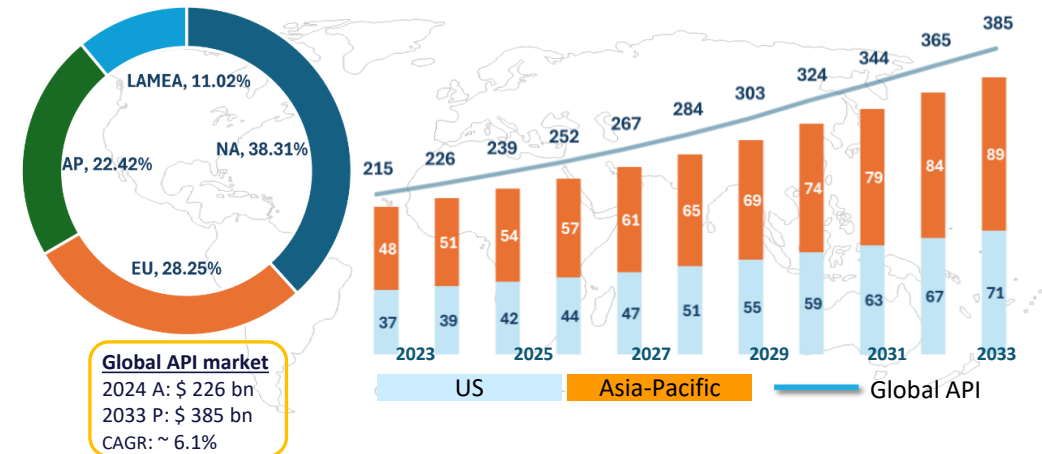 LAMEA, 11.02%
NA, 38.31%
AP, 22.42%
EU, 28.25%
Global API market
2024 A: $ 226 bn
2033 P: $ 385 bn
CAGR: ~ 6.1%
215 226 239 252 267 284 303 324 344 365 385
48 51 54 57 61 65 69 74 79 84 89
37 39 42 44 47 51 55 59 63 67 71
2023 2025 2027 2029 2031 2033
US Asia-Pacific Global API